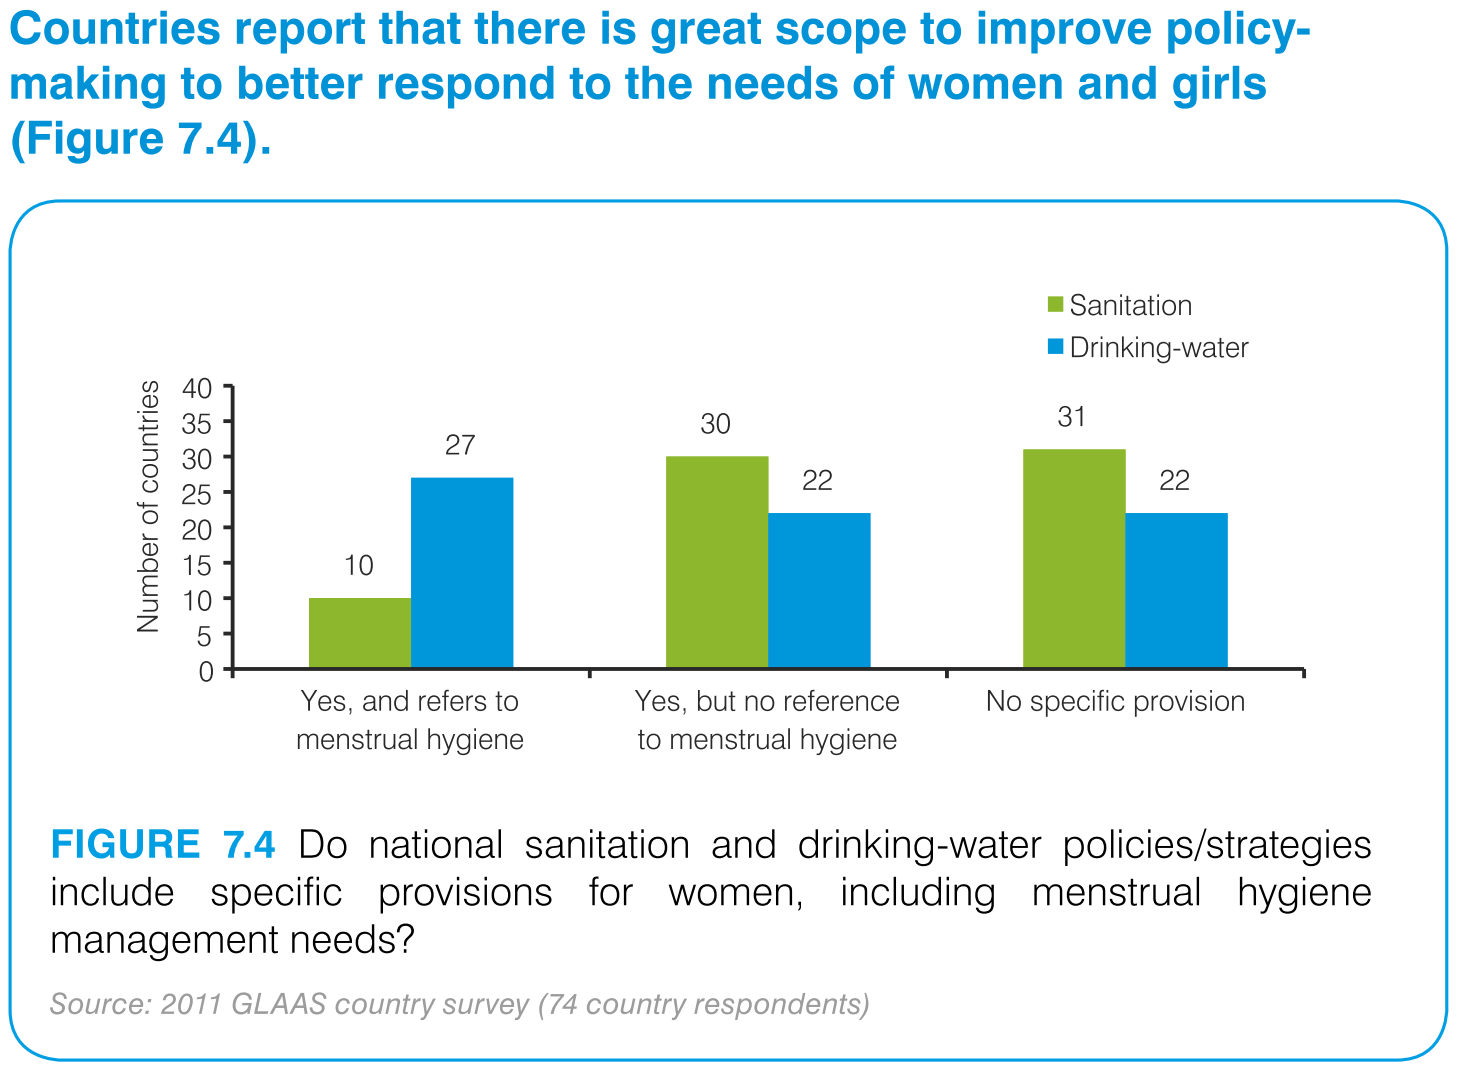 Countries report that there is great scope to improve policy-
making to better respond to the needs of women and girls
(Figure 7.4).
Sanitation
Drinking-water
Number of countries
40
35
30
25
20
15
10
5
0
10
27
30
22
31
22
Yes, and refers to
menstrual hygiene
Yes, but no reference
to menstrual hygiene
No specific provision
FIGURE 7.4 Do national sanitation and drinking-water policies/strategies
include specific provisions for women, including menstrual hygiene
management needs?
Source: 2011 GLAAS country survey (74 country respondents)